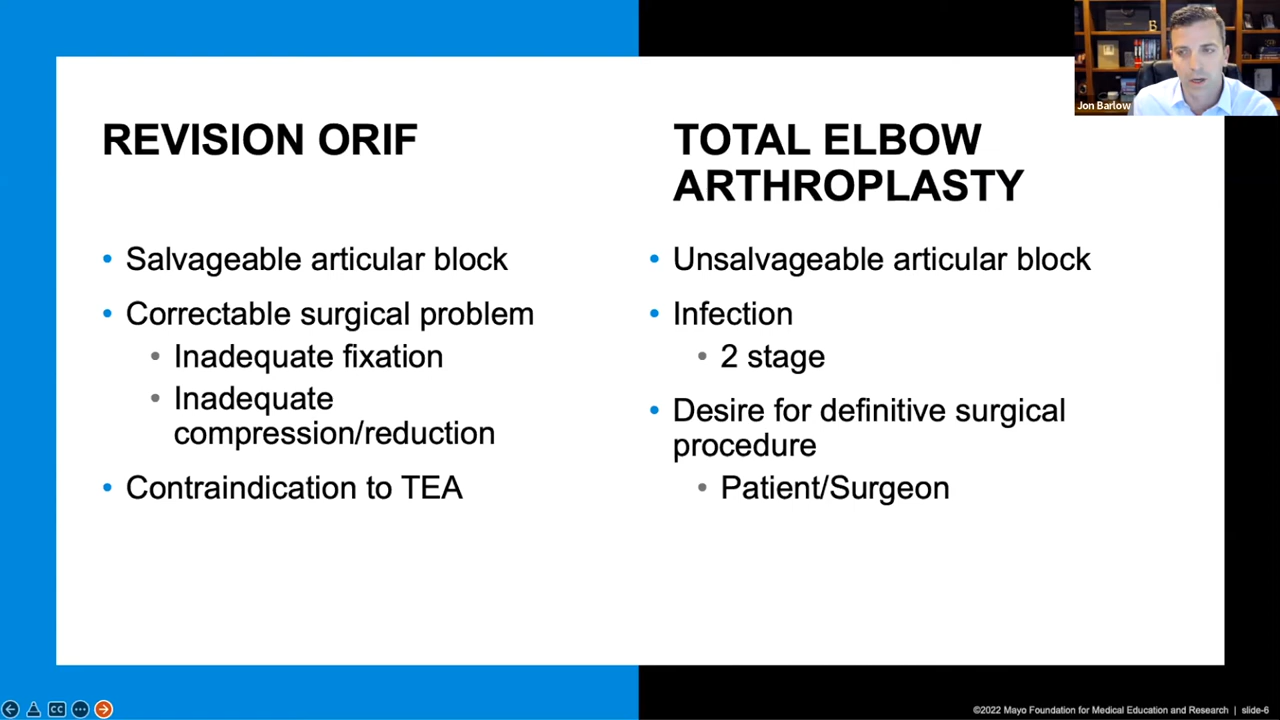 Jon Barlow
REVISION ORIF
• Salvageable articular block
• Correctable surgical problem
• Inadequate fixation
• Inadequate
compression/reduction
• Contraindication to TEA
TOTAL ELBOW
ARTHROPLASTY
• Unsalvageable articular block
• Infection
• 2 stage
• Desire for definitive surgical
procedure
• Patient/Surgeon
CC
©2022 Mayo Foundation for Medical Education and Research | slide-6